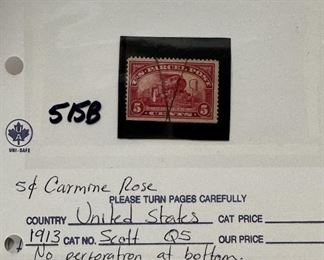 U.S. PARCEL POST
5 5
CENTS
515B
UNI-SAFE
5¢ Carmine Rose
PLEASE TURN PAGES CAREFULLY
COUNTRY United States CAT PRICE
1913 CAT NO. Scott Q5 OUR PRICE
No perforation at bottom